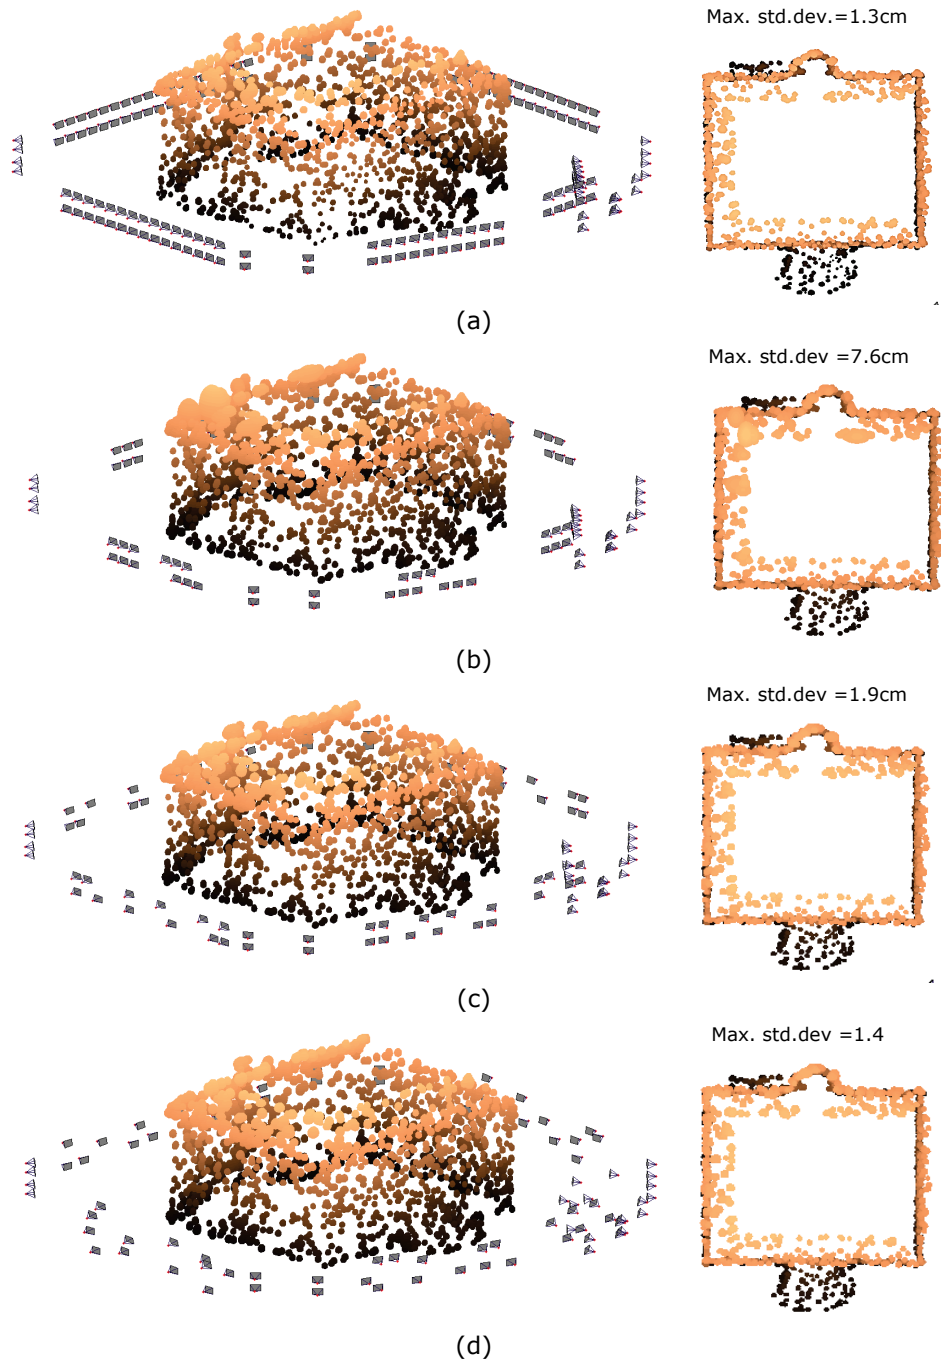 Max. std.dev.=1.3cm
(a)
Max. std.dev =7.6cm
(b)
Max. std.dev =1.9cm
(c)
Max. std.dev =1.4
(d)